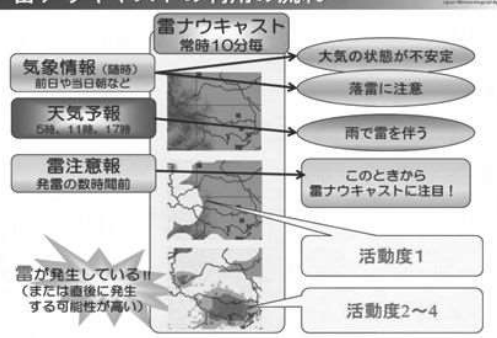 雷ナウキャスト
常時10分毎
気象情報(随時)
前日や当日朝など
大気の状態が不安定
落雷に注意
天気予報
5時、11時、17時
雨で雷を伴う
雷注意報
発雷の数時間前
このときから
雷ナウキャストに注目!
活動度1
雷が発生している!!
(または直後に発生
する可能性が高い)
活動度2~4